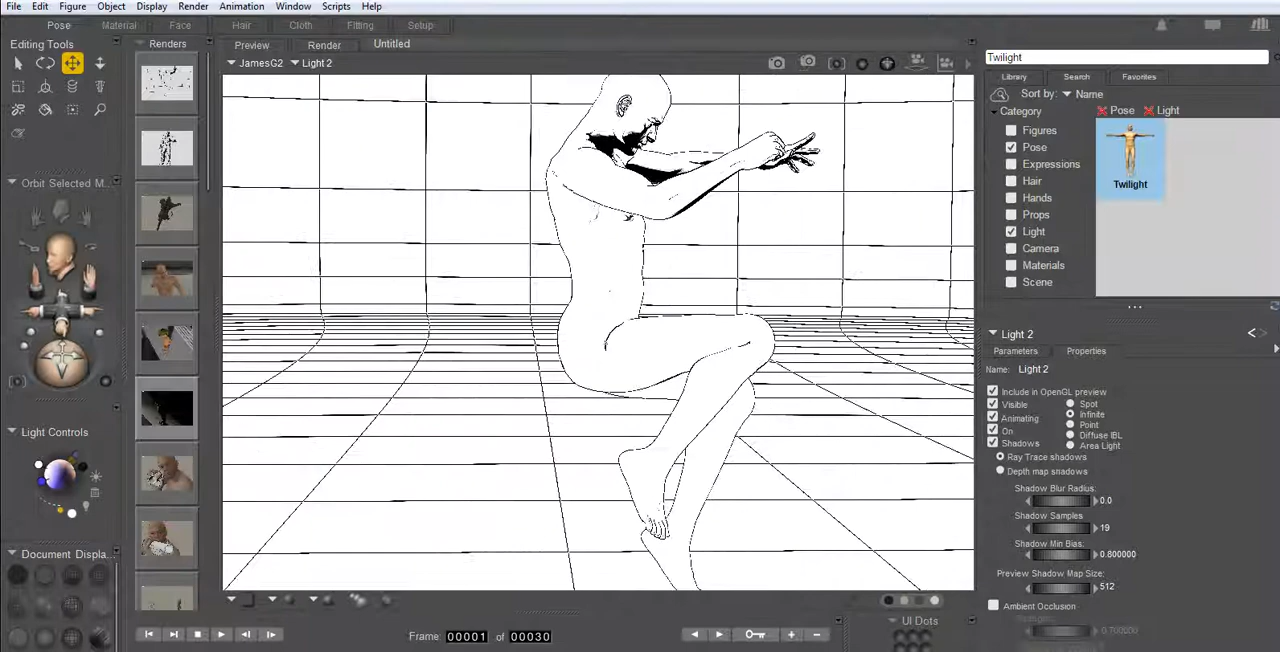 File Edit Figure Object Display Render Animation Window Scripts Help
Pose Material Face Hair Cloth Fitting Setup
Editing Tools
Renders
Preview Render Untitled
JamesG2 Light 2
Twilight
Library Search Favorites
Sort by: Name
Category
Pose Light
Figures
Pose
Expressions
Hair
Hands
Props
Light
Camera
Materials
Scene
Twilight
Orbit Selected M...
Light Controls
Document Displa...
Light 2
Parameters Properties
Name: Light 2
Include in OpenGL preview
Visible
Animating
On
Shadows
Spot
Infinite
Point
Diffuse IBL
Area Light
Ray Trace shadows
Depth map shadows
Shadow Blur Radius:
0.0
Shadow Samples
19
Shadow Min Bias:
0.800000
Preview Shadow Map Size:
512
Ambient Occlusion
0.700000
Frame: 00001 of 00030
UI Dots